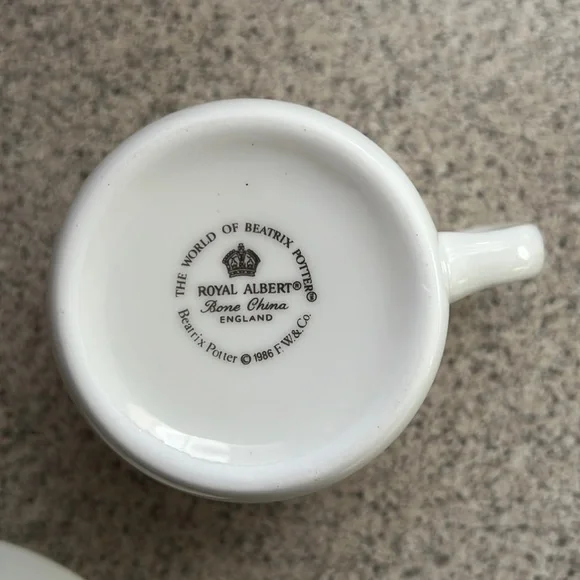 THE WORLD OF BEATRIX POTTER®
ROYAL ALBERT®
Bone China
ENGLAND
Beatrix Potter © 1986 F.W.& Co.